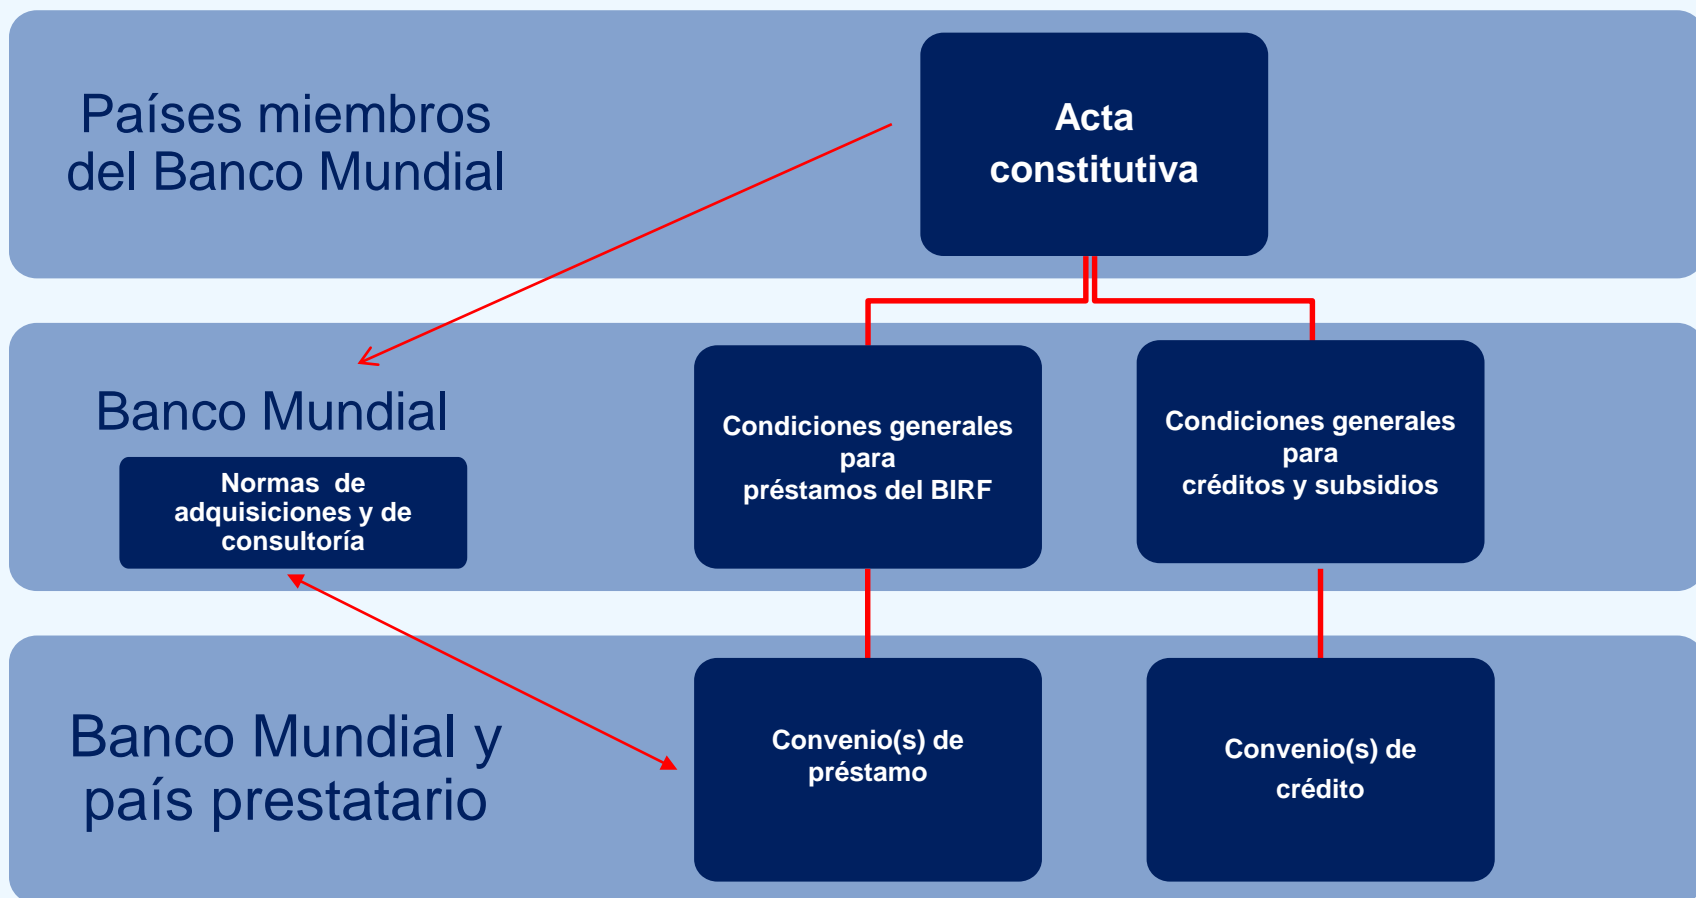 Países miembros
del Banco Mundial
Acta
constitutiva
Banco Mundial
Normas de
adquisiciones y de
consultoría
Condiciones generales
para
préstamos del BIRF
Condiciones generales
para
créditos y subsidios
Banco Mundial y
país prestatario
Convenio(s) de
préstamo
Convenio(s) de
crédito